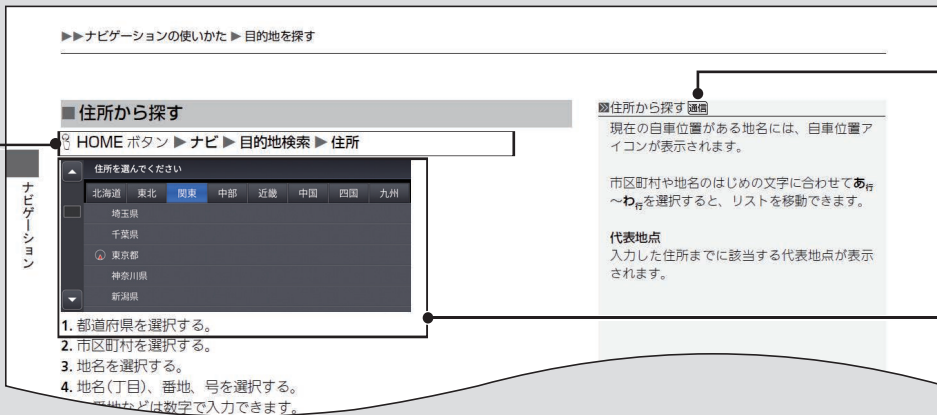 ▶▶ナビゲーションの使いかた▶目的地を探す
■住所から探す
HOME ボタン▶ナビ▶目的地検索▶住所
住所を選んでください
北海道 東北 関東 中部 近畿 中国 四国 九州
埼玉県
千葉県
東京都
神奈川県
新潟県
1. 都道府県を選択する。
2. 市区町村を選択する。
3. 地名を選択する。
4. 地名(丁目)、番地、号を選択する。
番地などは数字で入力できます。
ナビゲーション
住所から探す 通信
現在の自車位置がある地名には、自車位置ア
イコンが表示されます。
市区町村や地名のはじめの文字に合わせてあ行
~わ行を選択すると、リストを移動できます。
代表地点
入力した住所までに該当する代表地点が表示
されます。